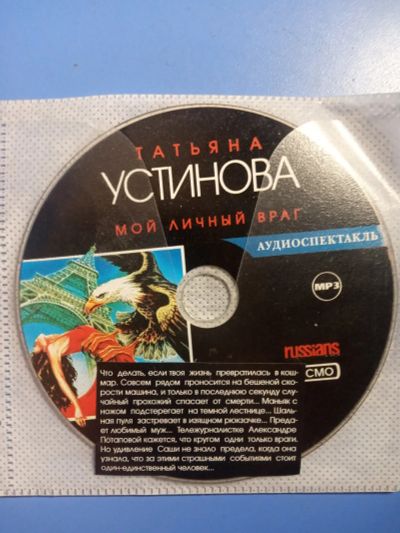 ТАТЬЯНА
УСТИНОВА
МОЙ ЛИЧНЫЙ ВРАГ
АУДИОСПЕКТАКЛЬ
MP3
russians
СМО
Что делать, если твоя жизнь превратилась в кош-
мар. Совсем рядом проносится на бешеной ско-
рости машина, и только в последнюю секунду слу-
чайный прохожий спасает от смерти... Маньяк с
ножом подстерегает на темной лестнице... Шаль-
ная пуля застревает в изящном рюкзачке... Преда-
ет любимый муж... Тележурналистке Александре
Потаповой кажется, что кругом одни только враги.
Но удивление Саши не знало предела, когда она
узнала, что за этими страшными событиями стоит
один-единственный человек...